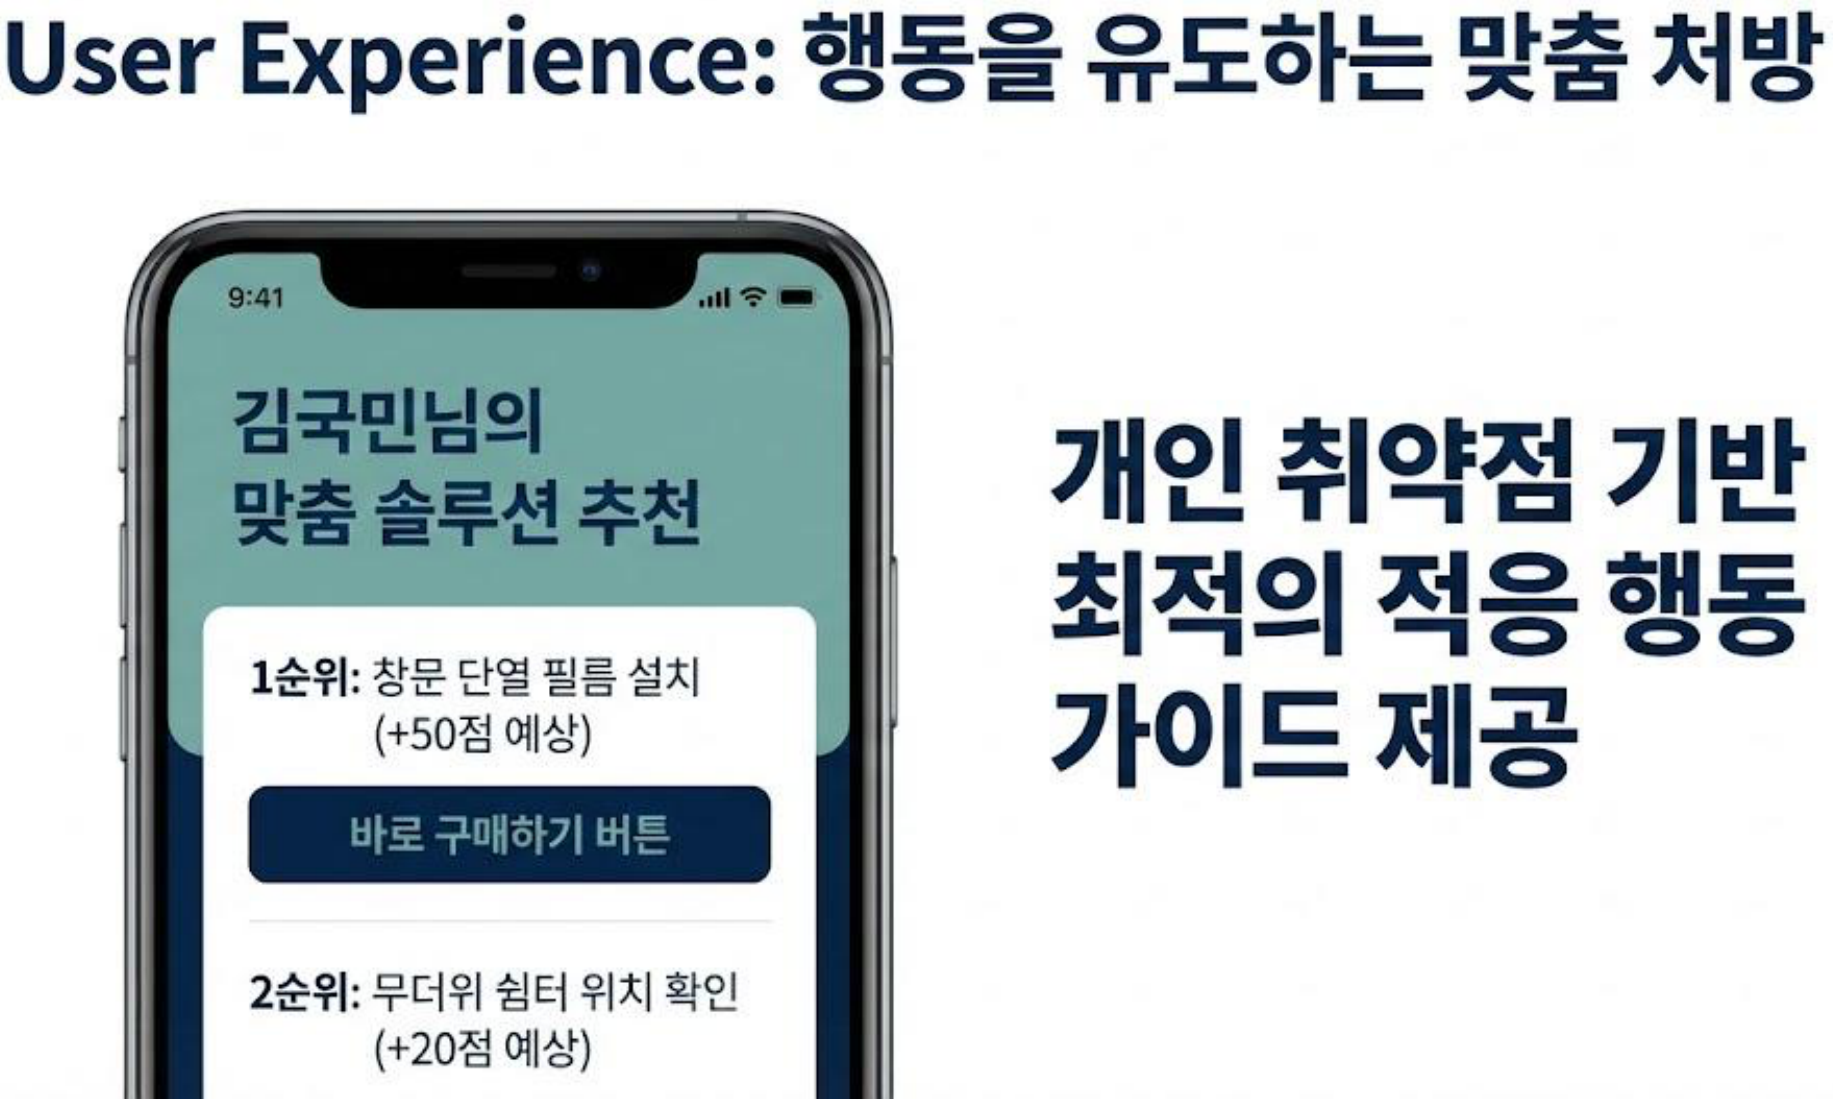 User Experience: 행동을 유도하는 맞춤 처방
9:41
김국민님의
맞춤 솔루션 추천
1순위: 창문 단열 필름 설치
(+50점 예상)
바로 구매하기 버튼
2순위: 무더위 쉼터 위치 확인
(+20점 예상)
개인 취약점 기반
최적의 적응 행동
가이드 제공